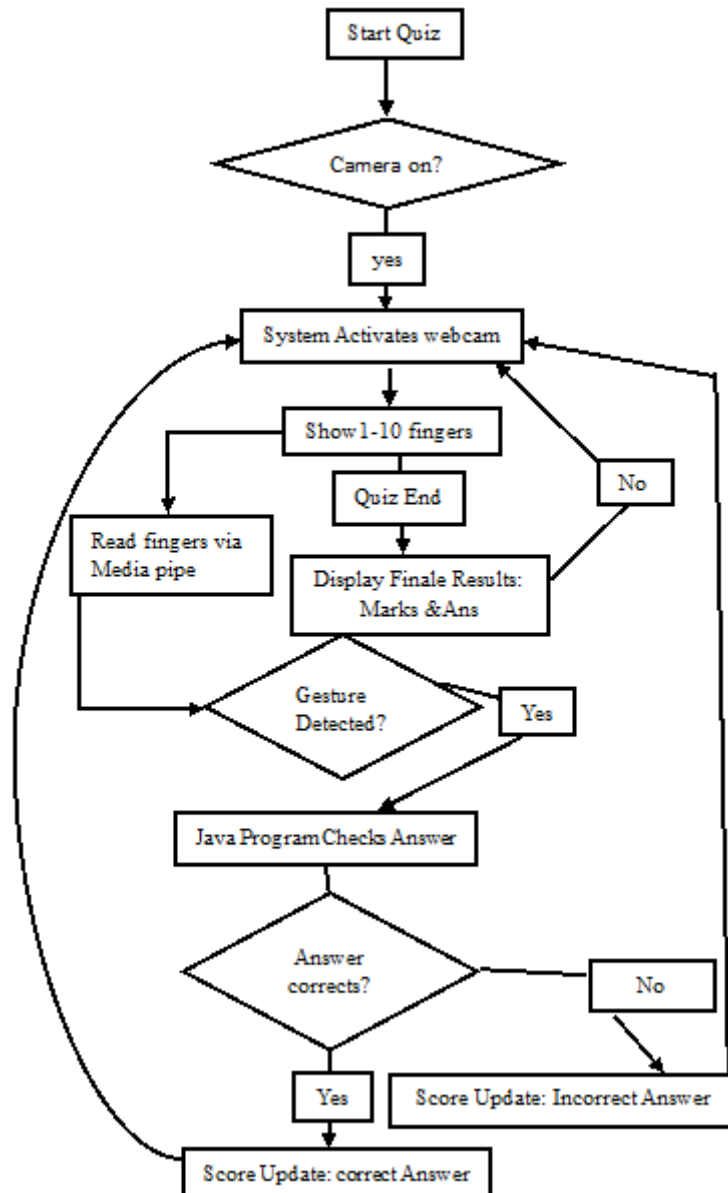 Start Quiz
Camera on?
yes
System Activates webcam
Show 1-10 fingers
Quiz End
No
Read fingers via
Media pipe
Display Finale Results:
Marks &Ans
Gesture
Detected?
Yes
Java Program Checks Answer
Answer
corrects?
No
Yes
Score Update: Incorrect Answer
Score Update: correct Answer